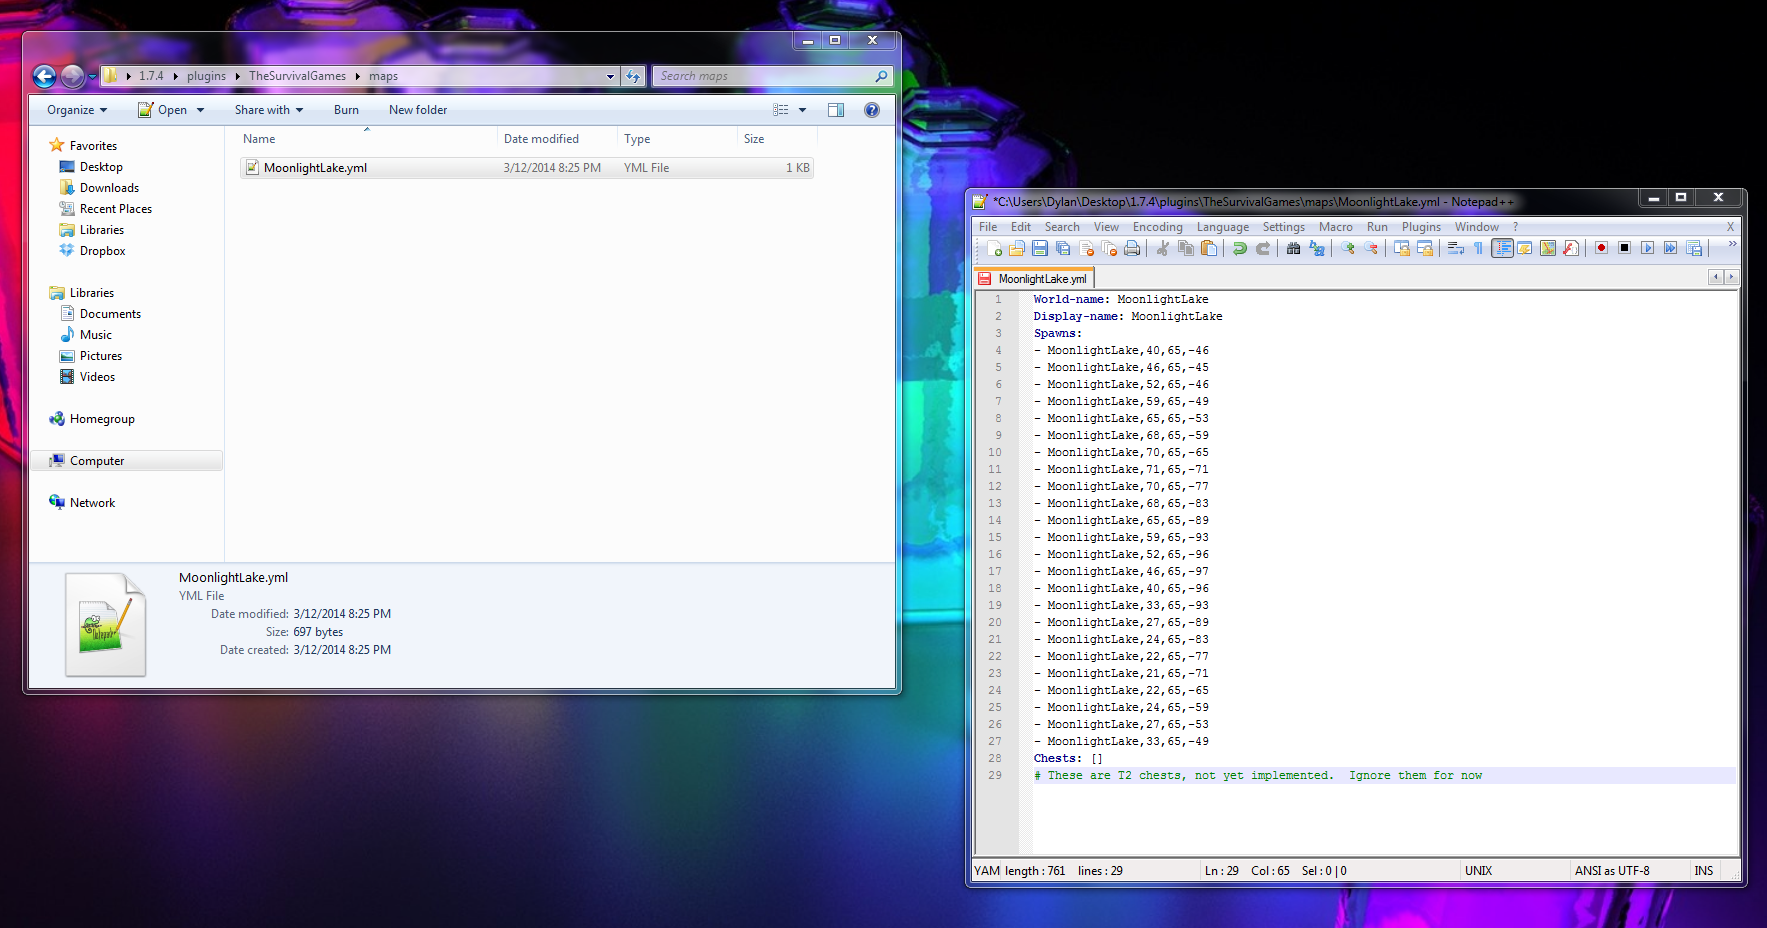 1.7.4 plugins TheSurvivalGames maps
Search maps
Organize Open Share with Burn New folder
Name Date modified Type Size
MoonlightLake.yml 3/12/2014 8:25 PM YML File 1 KB
Favorites
Desktop
Downloads
Recent Places
Libraries
Dropbox
Libraries
Documents
Music
Pictures
Videos
Homegroup
Computer
Network
MoonlightLake.yml
YML File
Date modified: 3/12/2014 8:25 PM
Size: 697 bytes
Date created: 3/12/2014 8:25 PM
*C:\Users\Dylan\Desktop\1.7.4\plugins\TheSurvivalGames\maps\MoonlightLake.yml - Notepad++
File Edit Search View Encoding Language Settings Macro Run Plugins Window ? X
MoonlightLake.yml
1 World-name: MoonlightLake
2 Display-name: MoonlightLake
3 Spawns:
4 - MoonlightLake,40,65,-46
5 - MoonlightLake,46,65,-45
6 - MoonlightLake,52,65,-46
7 - MoonlightLake,59,65,-49
8 - MoonlightLake,65,65,-53
9 - MoonlightLake,68,65,-59
10 - MoonlightLake,70,65,-65
11 - MoonlightLake,71,65,-71
12 - MoonlightLake,70,65,-77
13 - MoonlightLake,68,65,-83
14 - MoonlightLake,65,65,-89
15 - MoonlightLake,59,65,-93
16 - MoonlightLake,52,65,-96
17 - MoonlightLake,46,65,-97
18 - MoonlightLake,40,65,-96
19 - MoonlightLake,33,65,-93
20 - MoonlightLake,27,65,-89
21 - MoonlightLake,24,65,-83
22 - MoonlightLake,22,65,-77
23 - MoonlightLake,21,65,-71
24 - MoonlightLake,22,65,-65
25 - MoonlightLake,24,65,-59
26 - MoonlightLake,27,65,-53
27 - MoonlightLake,33,65,-49
28 Chests: []
29 # These are T2 chests, not yet implemented.  Ignore them for now
YAM length : 761 lines : 29 Ln : 29 Col : 65 Sel : 0 | 0 UNIX ANSI as UTF-8 INS